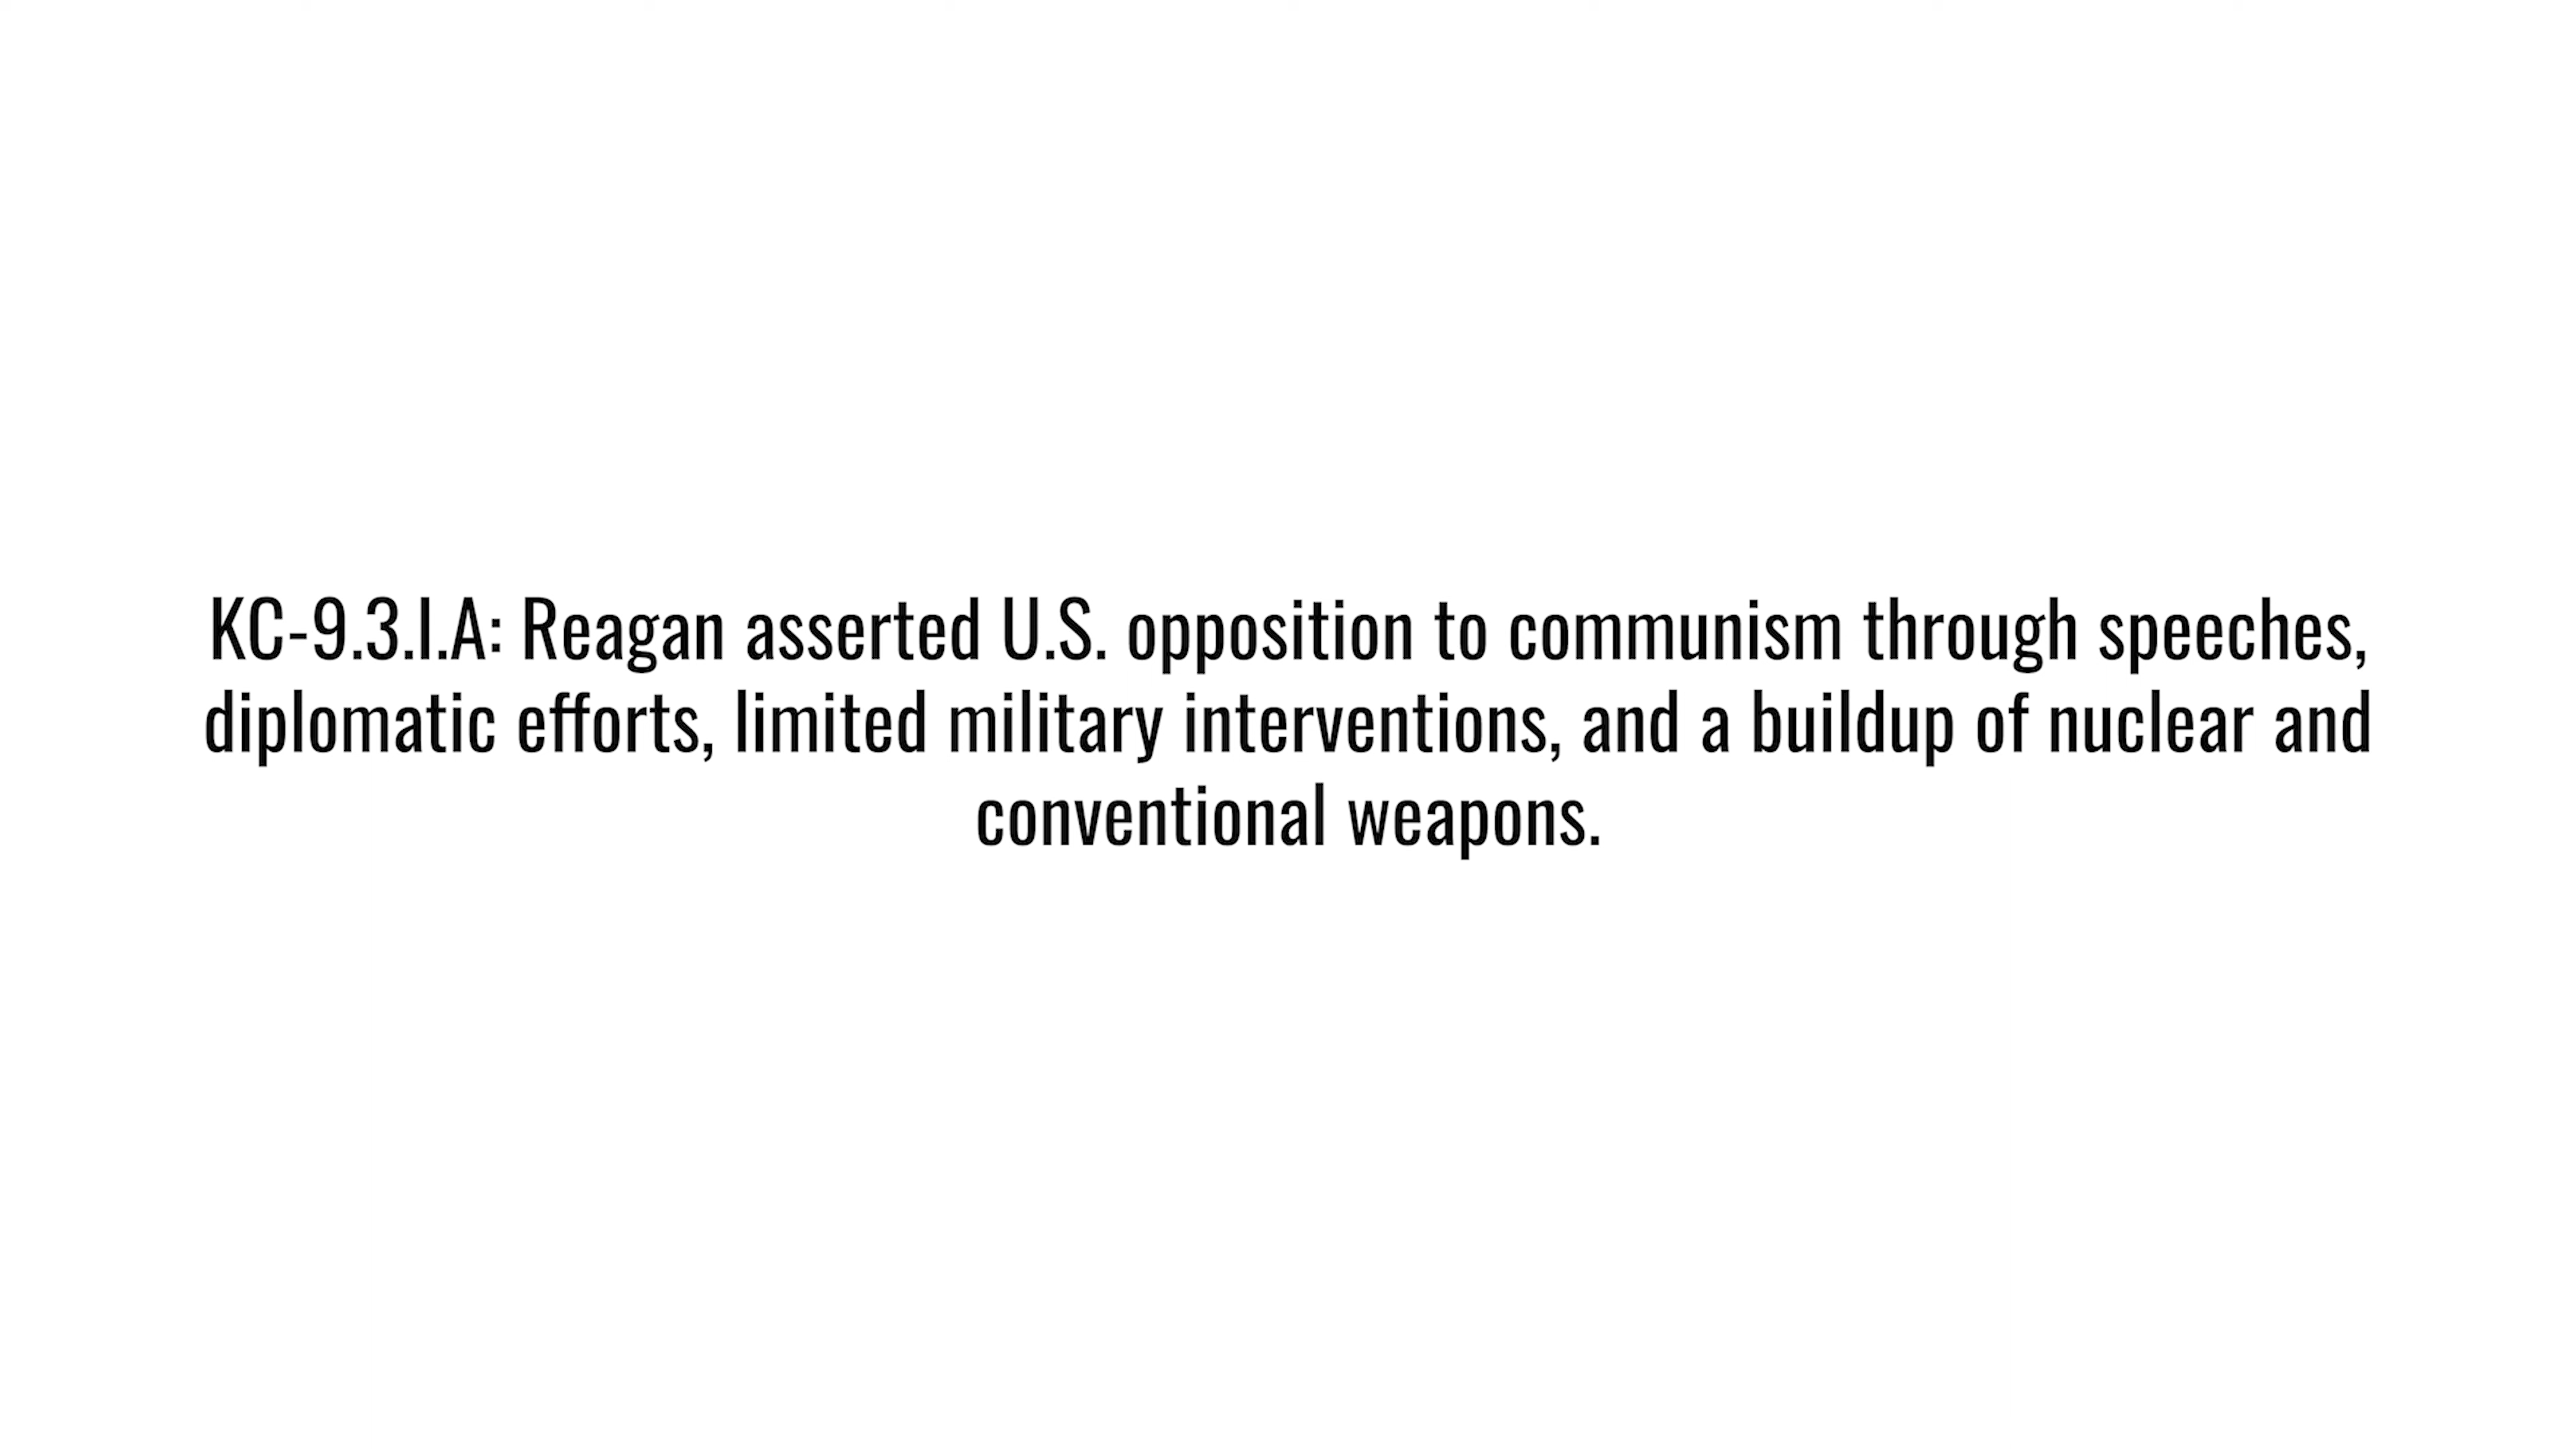 KC-9.3.I.A: Reagan asserted U.S. opposition to communism through speeches,
diplomatic efforts, limited military interventions, and a buildup of nuclear and
conventional weapons.